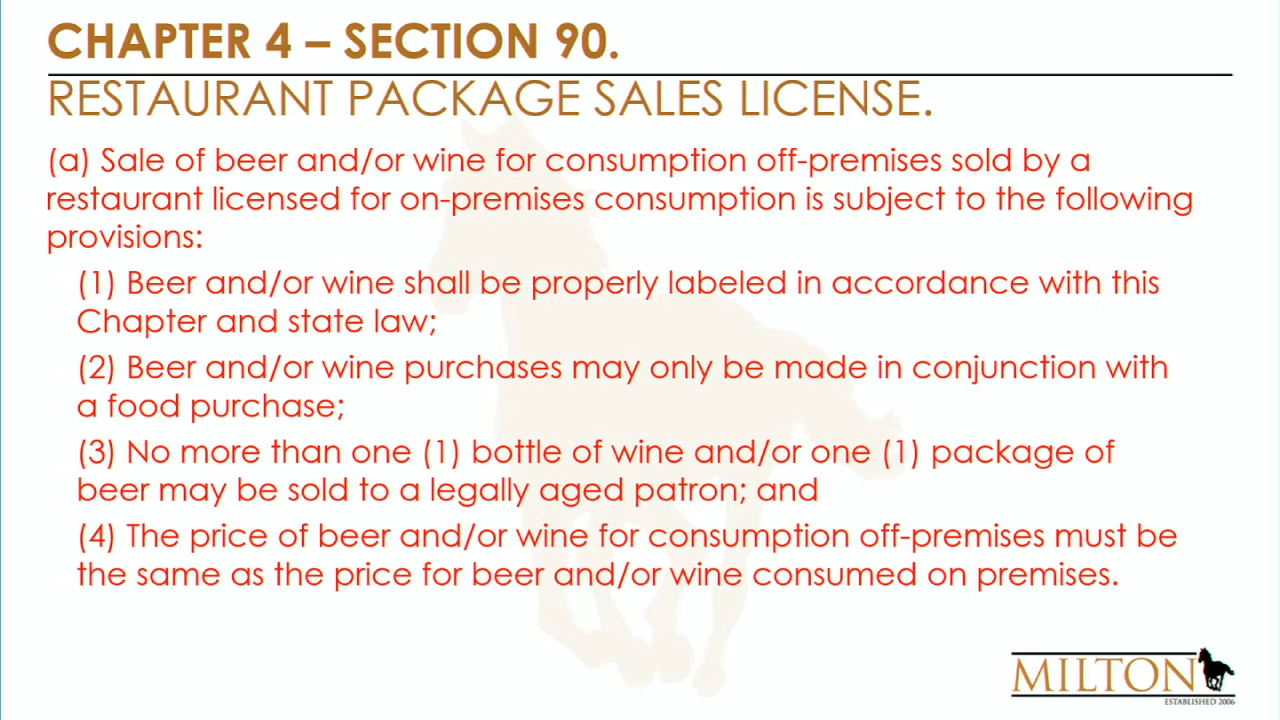 CHAPTER 4 – SECTION 90.
RESTAURANT PACKAGE SALES LICENSE.
(a) Sale of beer and/or wine for consumption off-premises sold by a
restaurant licensed for on-premises consumption is subject to the following
provisions:
(1) Beer and/or wine shall be properly labeled in accordance with this
Chapter and state law;
(2) Beer and/or wine purchases may only be made in conjunction with
a food purchase;
(3) No more than one (1) bottle of wine and/or one (1) package of
beer may be sold to a legally aged patron; and
(4) The price of beer and/or wine for consumption off-premises must be
the same as the price for beer and/or wine consumed on premises.
MILTON
ESTABLISHED 2006